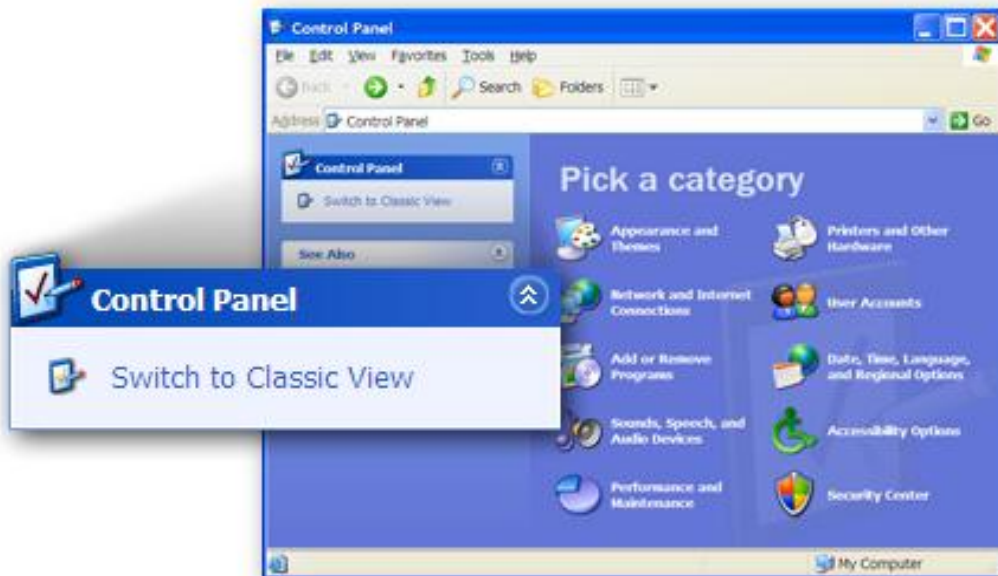 Control Panel
File Edit View Favorites Tools Help
Back Search Folders
Address Control Panel Go
Control Panel
Switch to Classic View
See Also
Control Panel
Switch to Classic View
Pick a category
Appearance and
Themes
Printers and Other
Hardware
Network and Internet
Connections
User Accounts
Add or Remove
Programs
Date, Time, Language,
and Regional Options
Sounds, Speech, and
Audio Devices
Accessibility Options
Performance and
Maintenance
Security Center
My Computer